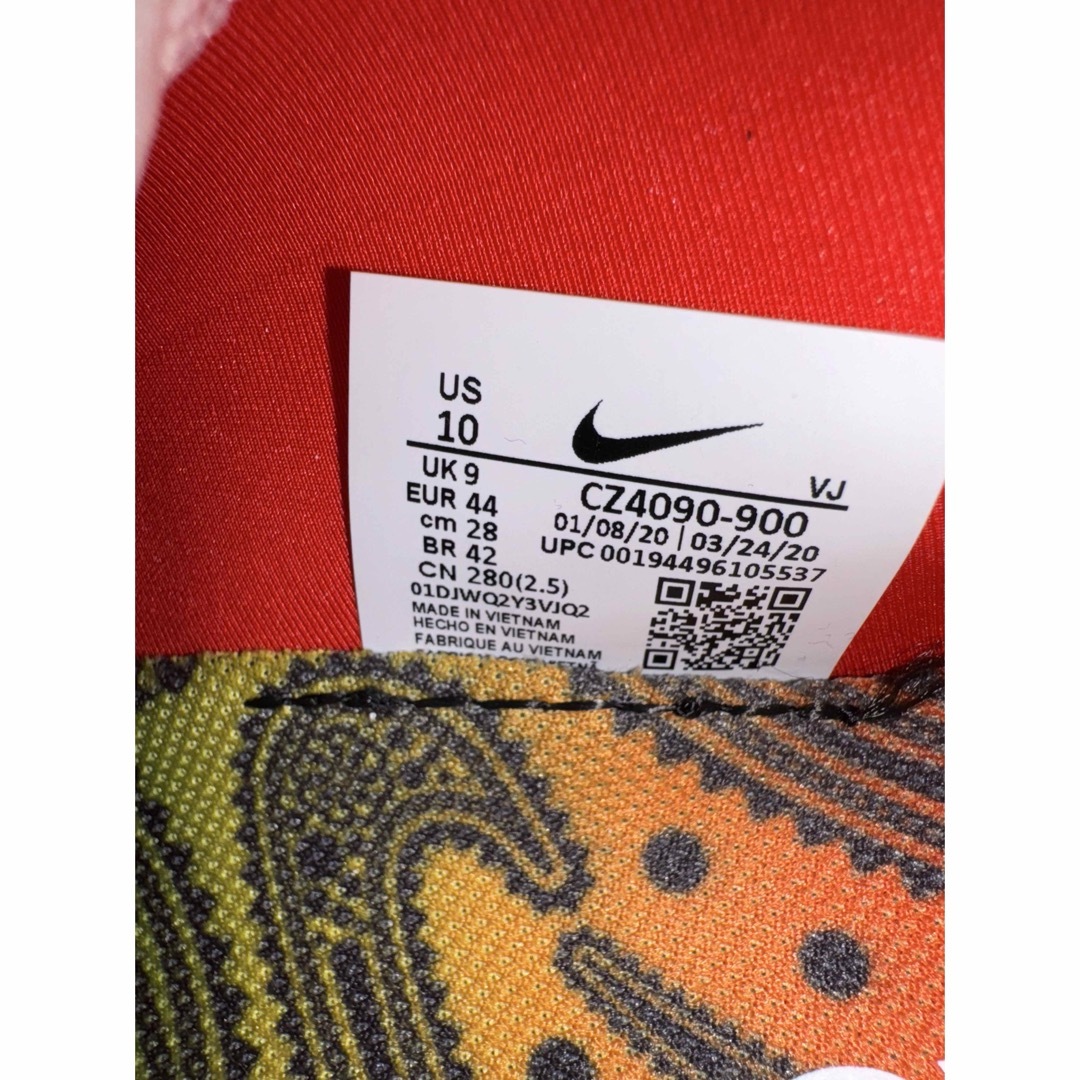 US
10
UK 9
EUR 44
cm 28
BR 42
CN 280(2.5)
VJ
CZ4090-900
01/08/20 | 03/24/20
UPC 00194496105537
01DJWQ2Y3VJQ2
MADE IN VIETNAM
HECHO EN VIETNAM
FABRIQUE AU VIETNAM